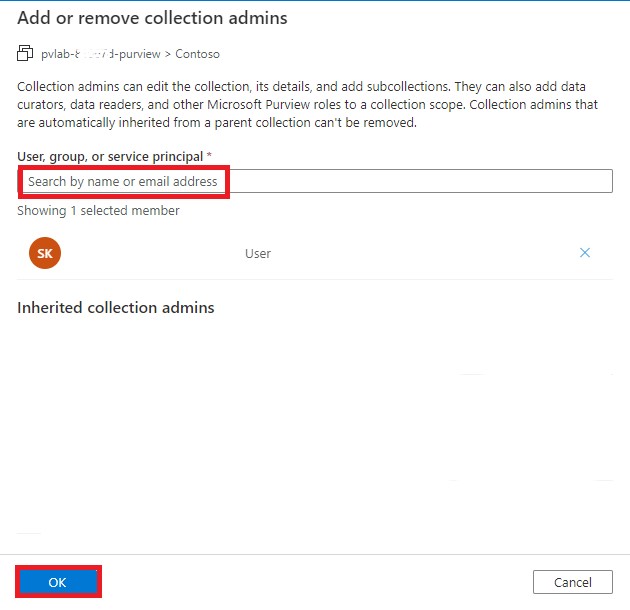 Add or remove collection admins
pvlab- d-purview > Contoso
Collection admins can edit the collection, its details, and add subcollections. They can also add data
curators, data readers, and other Microsoft Purview roles to a collection scope. Collection admins that
are automatically inherited from a parent collection can't be removed.
User, group, or service principal *
Search by name or email address
Showing 1 selected member
SK User
Inherited collection admins
OK Cancel